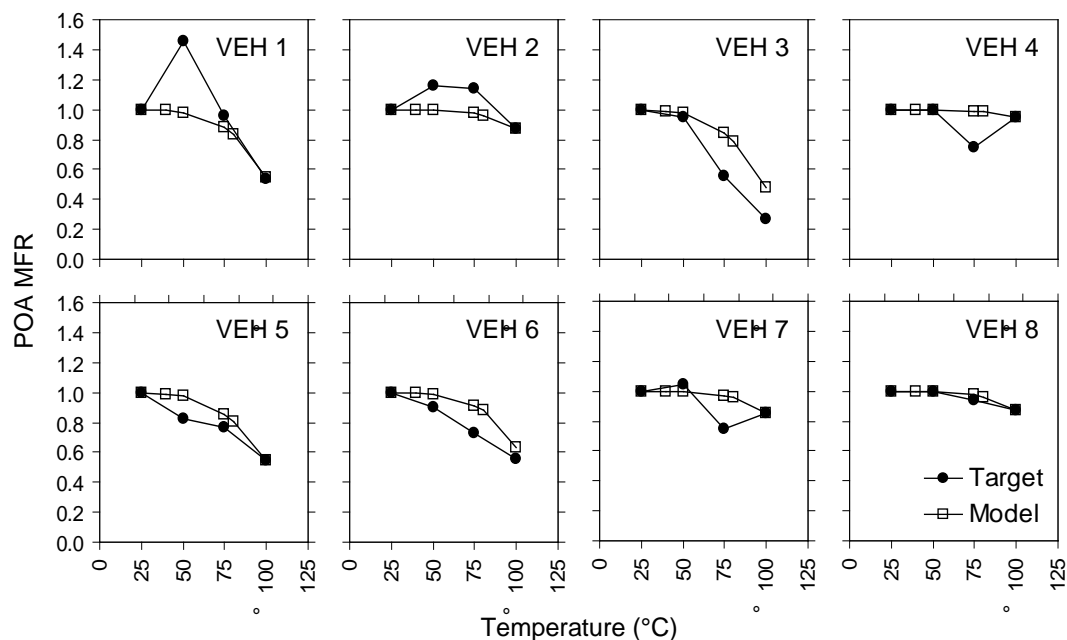 1.6
1.4
1.2
1.0
0.8
0.6
0.4
0.2
0.0
VEH 1
VEH 2
VEH 3
VEH 4
POA MFR
1.6
1.4
1.2
1.0
0.8
0.6
0.4
0.2
0.0
VEH 5
VEH 6
VEH 7
VEH 8
Target
Model
0 25 50 75 100 125
0 25 50 75 100 125
0 25 50 75 100 125
0 25 50 75 100 125
° ° ° °
Temperature (°C)